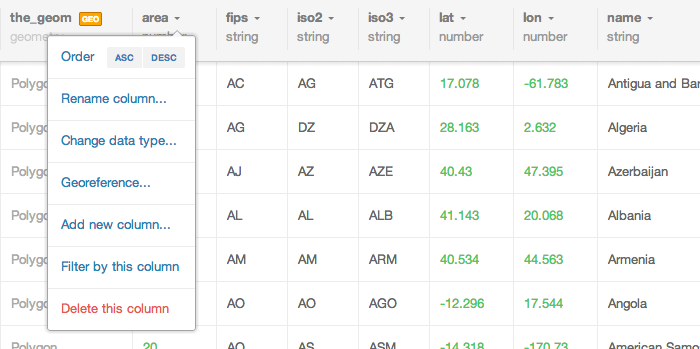 the_geom GEO area fips iso2 iso3 lat lon name
geometry number string string string number number string
Order ASC DESC
Polygon AC AG ATG 17.078 -61.783 Antigua and Bar
Rename column...
Polygon AG DZ DZA 28.163 2.632 Algeria
Change data type...
Polygon AJ AZ AZE 40.43 47.395 Azerbaijan
Georeference...
Polygon AL AL ALB 41.143 20.068 Albania
Add new column...
Polygon AM AM ARM 40.534 44.563 Armenia
Filter by this column
Polygon AO AO AGO -12.296 17.544 Angola
Delete this column
Polygon 20 AQ AS ASM -14.318 -170.73 American Samo